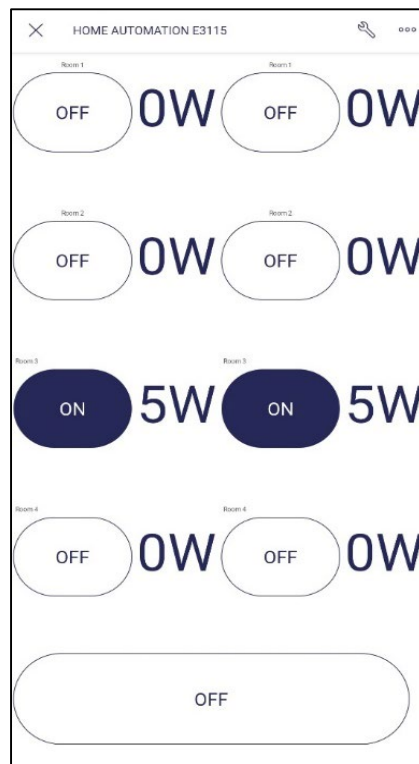 HOME AUTOMATION E3115
Room 1 Room 1
OFF 0W OFF 0W
Room 2 Room 2
OFF 0W OFF 0W
Room 3 Room 3
ON 5W ON 5W
Room 4 Room 4
OFF 0W OFF 0W
OFF